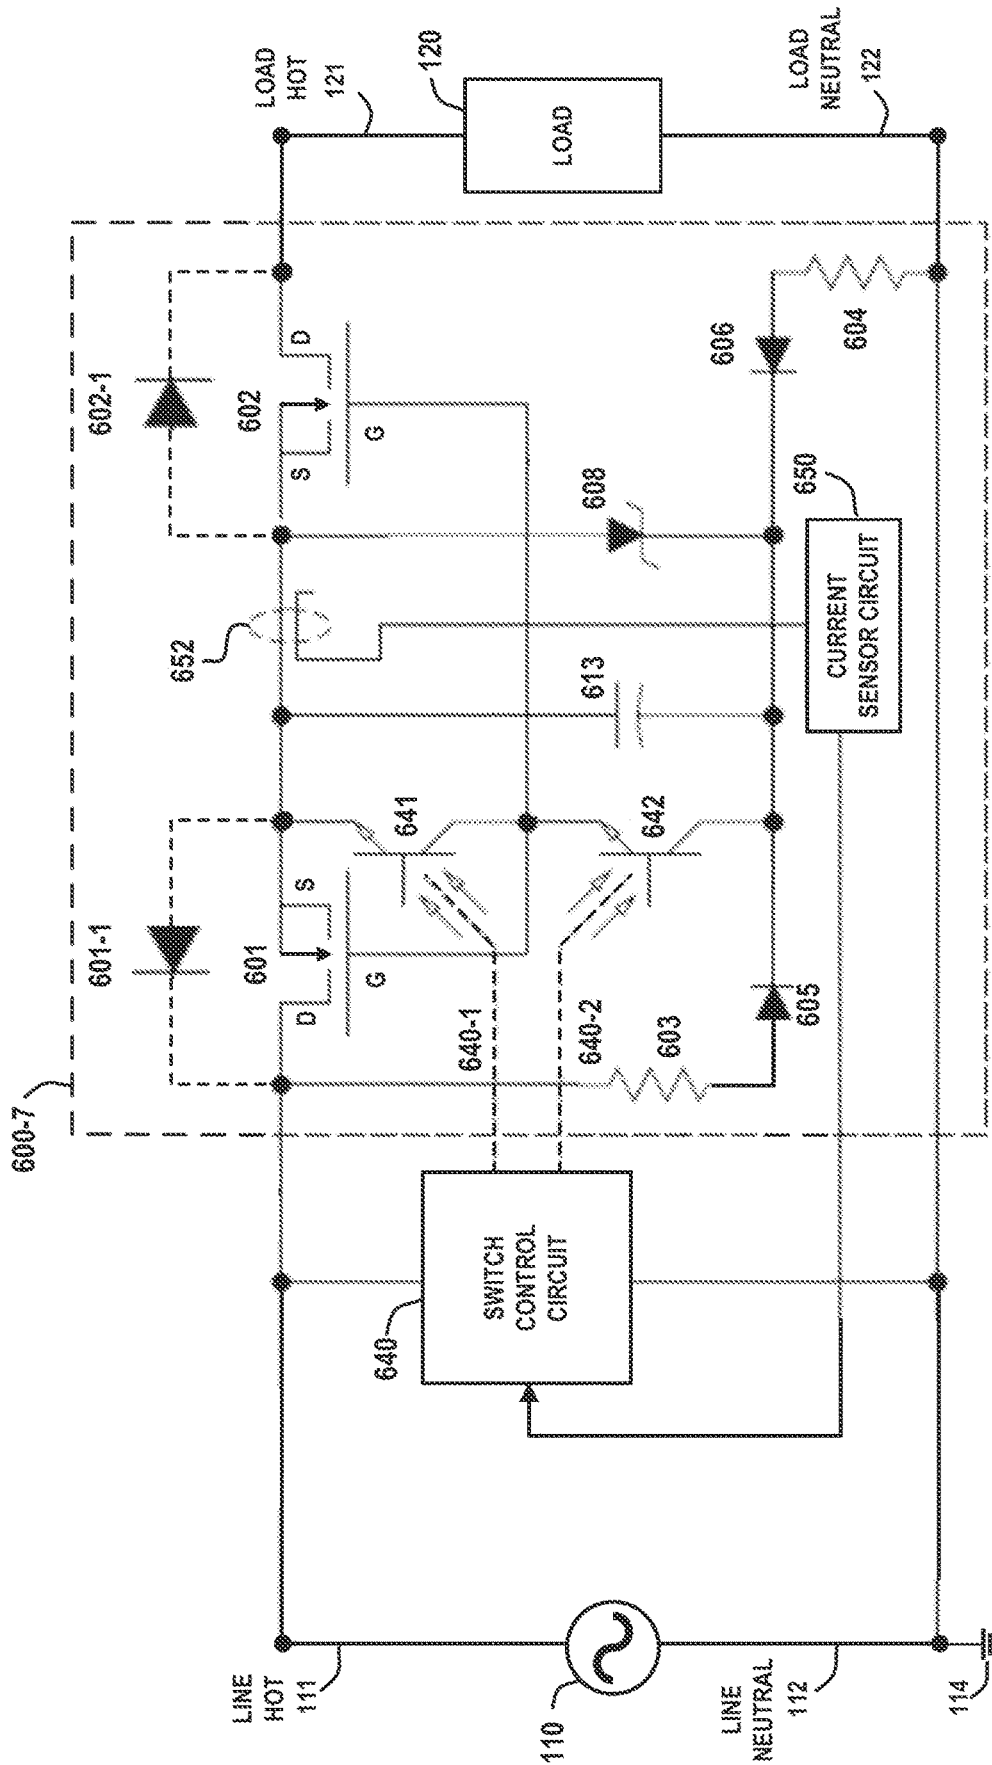 600-7
601-1
602-1
LOAD
HOT
121
120
LOAD
LOAD
NEUTRAL
122
601
D
S
G
602
S
D
G
652
641
642
613
608
606
604
650
CURRENT
SENSOR CIRCUIT
640-1
640-2
603
605
640
SWITCH
CONTROL
CIRCUIT
LINE
HOT
111
110
LINE
NEUTRAL
112
114